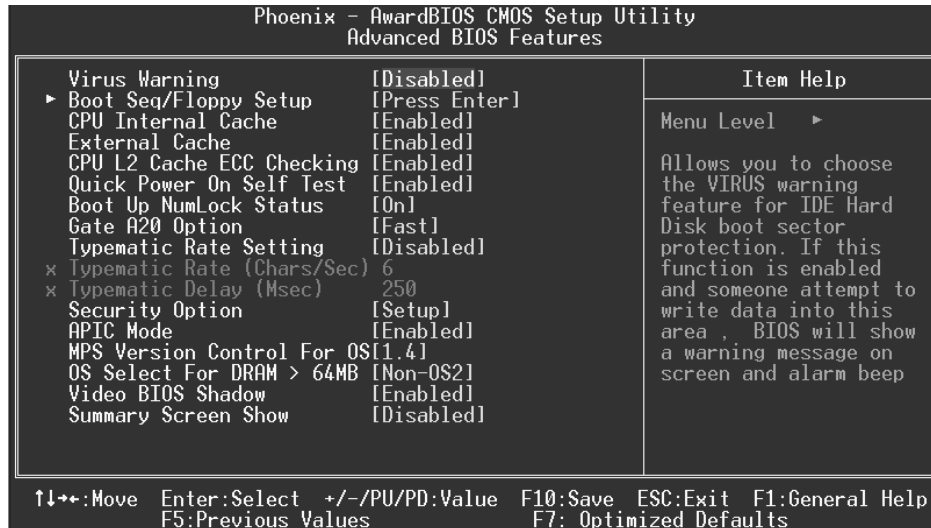 Phoenix - AwardBIOS CMOS Setup Utility
Advanced BIOS Features
Virus Warning [Disabled]
► Boot Seq/Floppy Setup [Press Enter]
CPU Internal Cache [Enabled]
External Cache [Enabled]
CPU L2 Cache ECC Checking [Enabled]
Quick Power On Self Test [Enabled]
Boot Up NumLock Status [On]
Gate A20 Option [Fast]
Typematic Rate Setting [Disabled]
x Typematic Rate (Chars/Sec) 6
x Typematic Delay (Msec) 250
Security Option [Setup]
APIC Mode [Enabled]
MPS Version Control For OS[1.4]
OS Select For DRAM > 64MB [Non-OS2]
Video BIOS Shadow [Enabled]
Summary Screen Show [Disabled]
Item Help
Menu Level ►
Allows you to choose
the VIRUS warning
feature for IDE Hard
Disk boot sector
protection. If this
function is enabled
and someone attempt to
write data into this
area , BIOS will show
a warning message on
screen and alarm beep
↑↓→←:Move Enter:Select +/-/PU/PD:Value F10:Save ESC:Exit F1:General Help
F5:Previous Values F7: Optimized Defaults